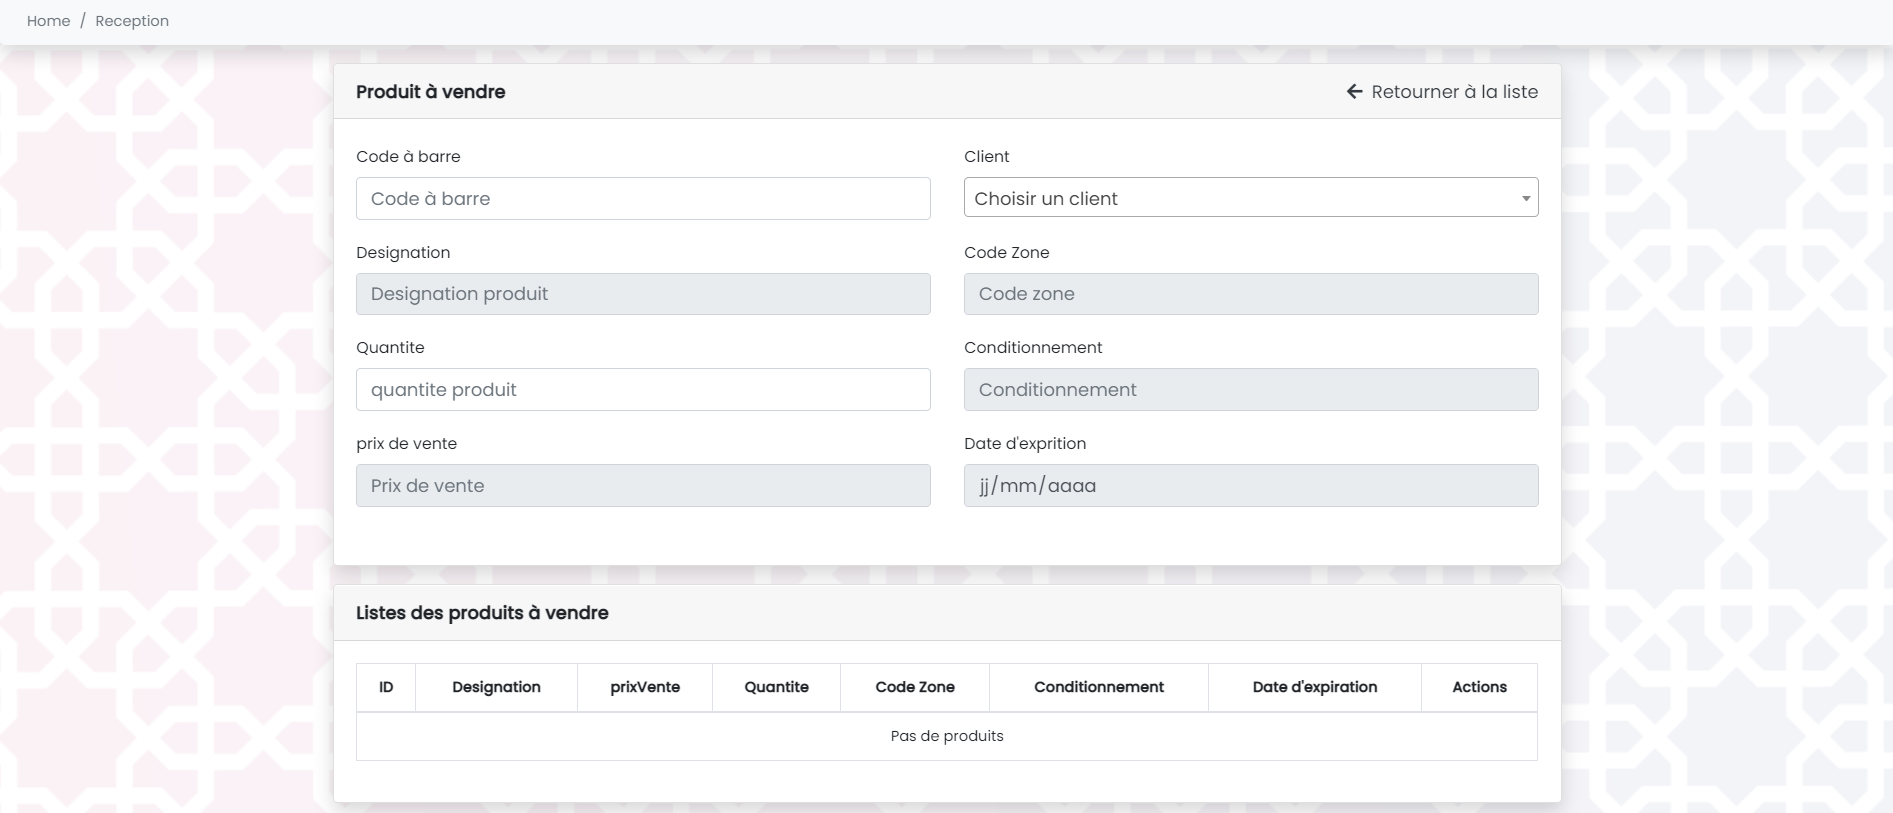 Home / Reception
Produit à vendre
Retourner à la liste
Code à barre
Client
Code à barre
Choisir un client
Designation
Code Zone
Designation produit
Code zone
Quantite
Conditionnement
quantite produit
Conditionnement
prix de vente
Date d'exprition
Prix de vente
jj/mm/aaaa
Listes des produits à vendre
ID Designation prixVente Quantite Code Zone Conditionnement Date d'expiration Actions
Pas de produits